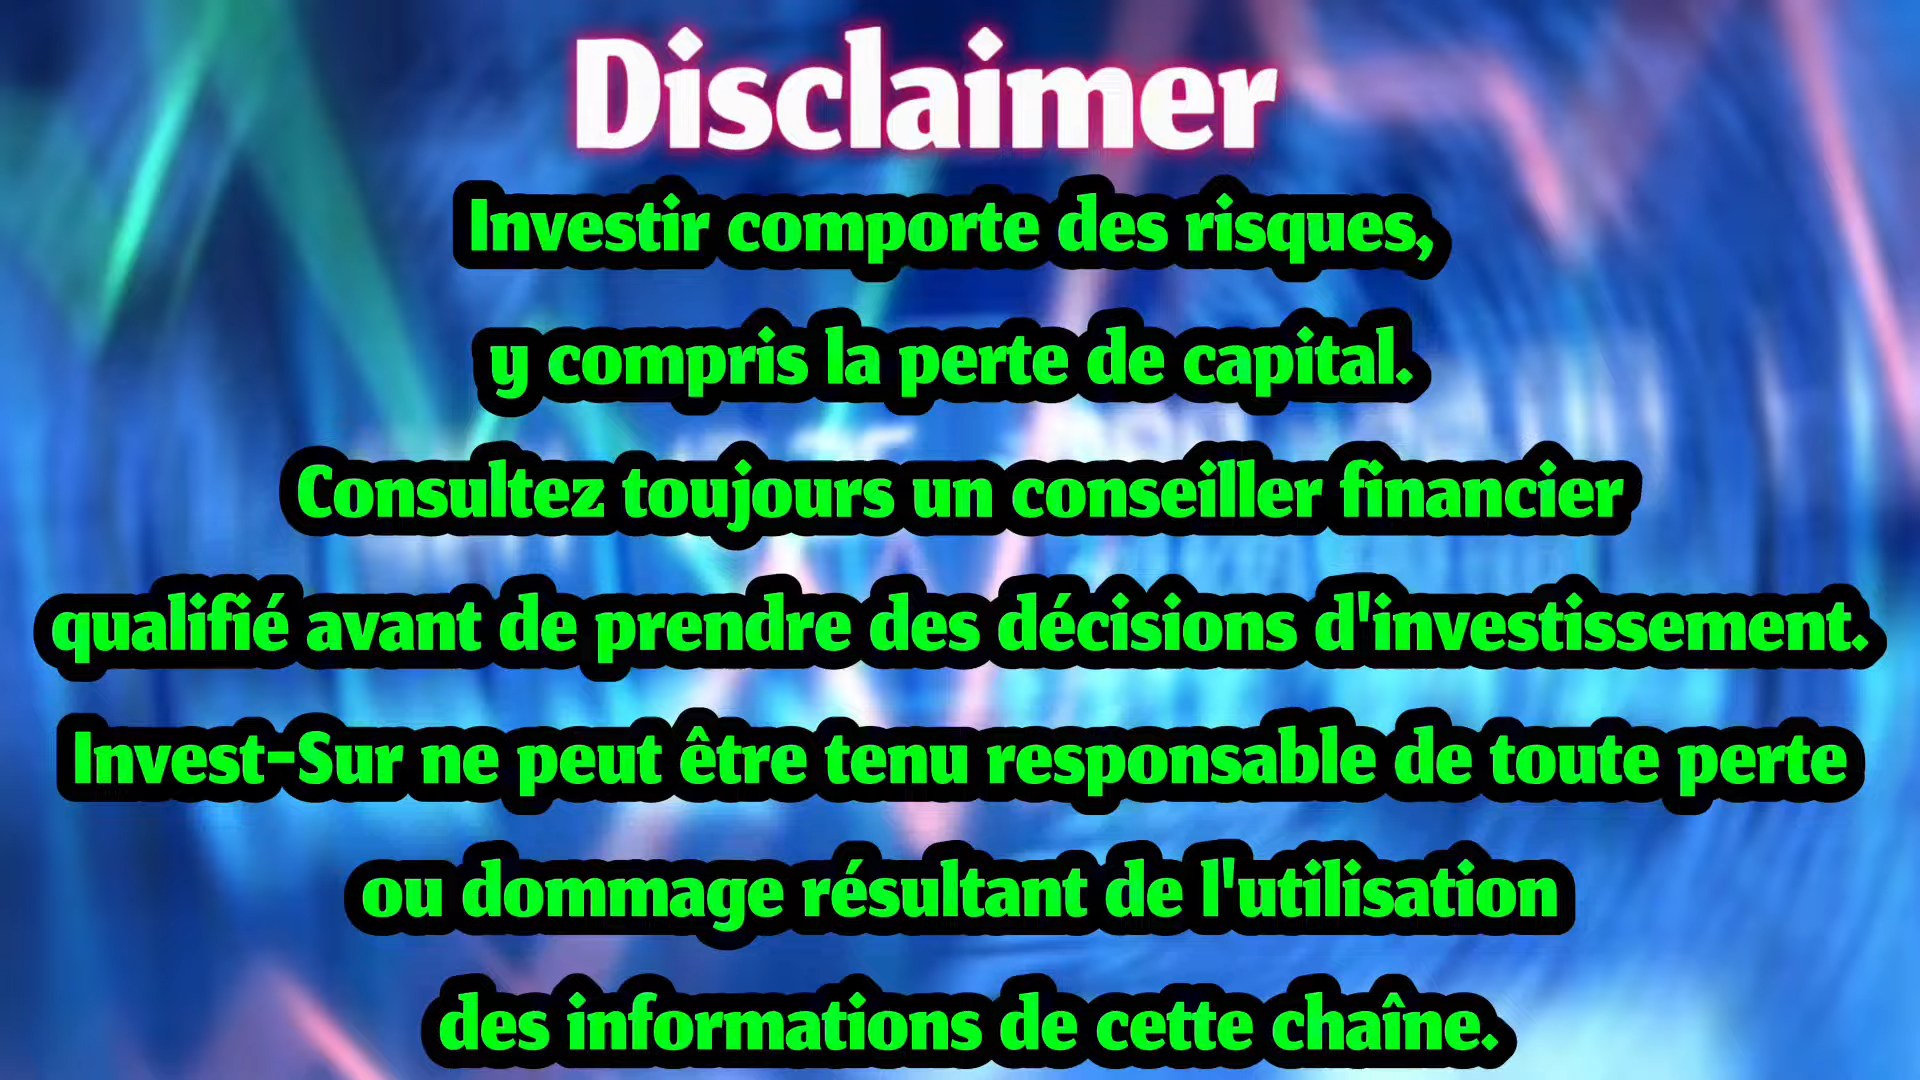 Disclaimer
Investir comporte des risques,
y compris la perte de capital.
Consultez toujours un conseiller financier
qualifié avant de prendre des décisions d'investissement.
Invest-Sur ne peut être tenu responsable de toute perte
ou dommage résultant de l'utilisation
des informations de cette chaîne.